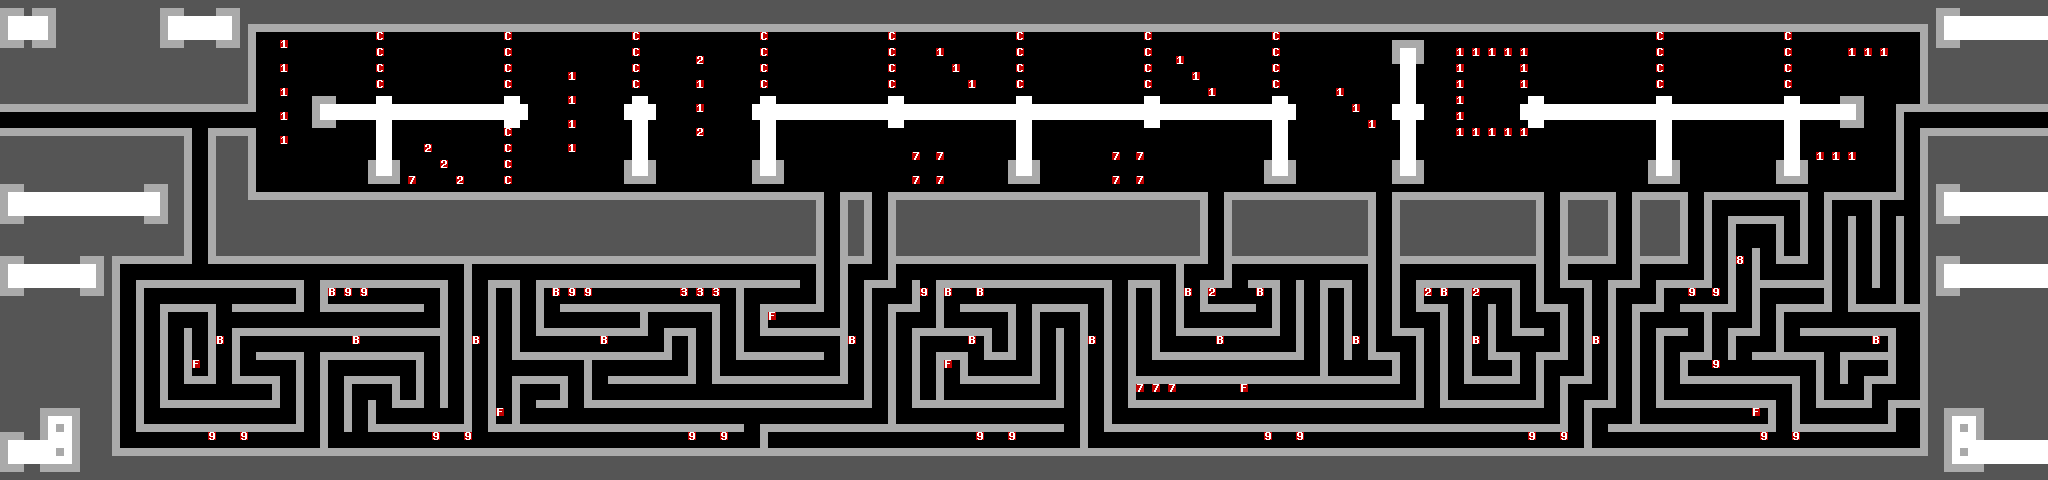 C C C C C C C C C C
1
C C C C C 1 C C C 1 1 1 1 1 C C 1 1 1
2 1
1 C C C C C 1 C C C 1 1 C C
1 1
C C C 1 C C 1 C C C 1 1 C C
1 1 1
1 1
1 1
1 1
1 1
C 2 1 1 1 1 1
1
2 C 1
7 7 7 7 1 1 1
2 C
7 2 C 7 7 7 7
8
B 9 9 B 9 9 3 3 3 9 B B B 2 B 2 B 2 9 9
F
B B B B B B B B B B B B
F F 9
7 7 7 F
F F
9 9 9 9 9 9 9 9 9 9 9 9 9 9